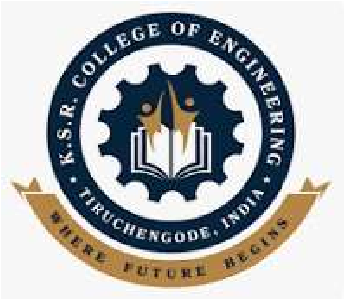 K.S.R. COLLEGE OF ENGINEERING
TIRUCHENGODE, INDIA
WHERE FUTURE BEGINS